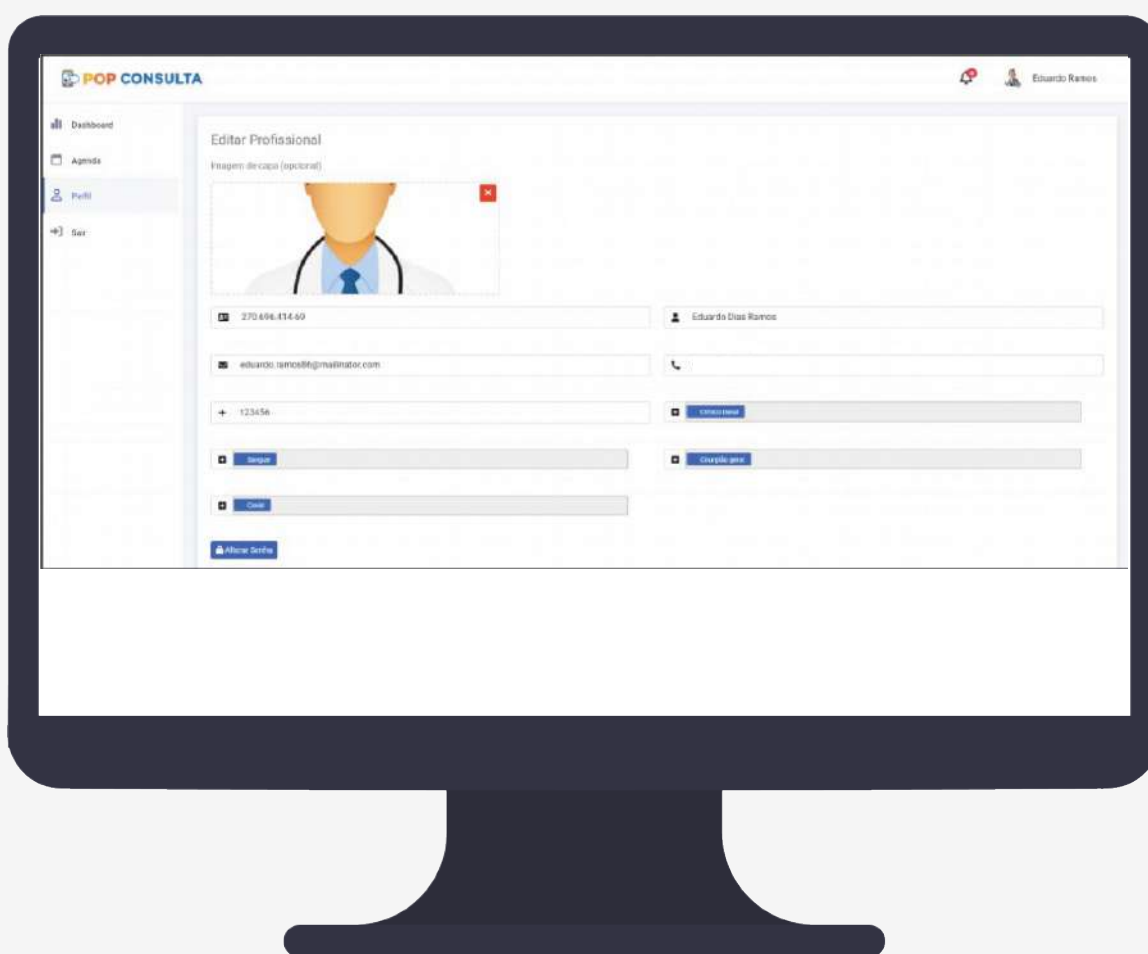 POP CONSULTA
Eduardo Ramos
Dashboard
Agenda
Perfil
Sair
Editar Profissional
Imagem de capa (opcional)
270.696.414-69
Eduardo Dias Ramos
eduardo.ramos86@mailinator.com
123456
Sangue
Cirurgião geral
Covid
Alterar Senha